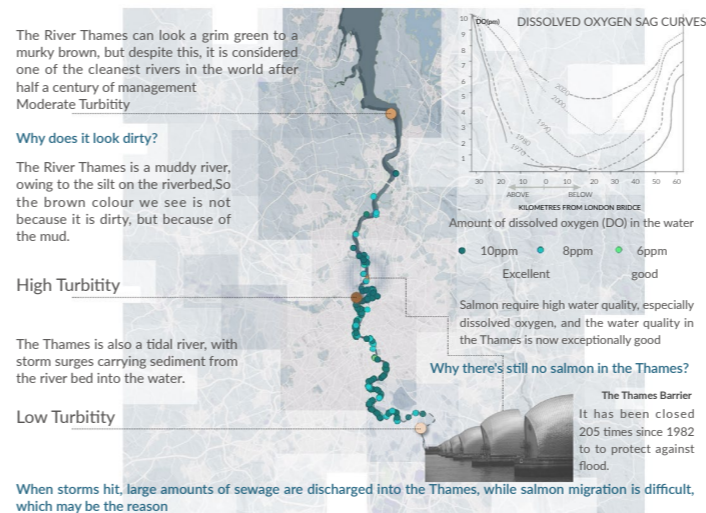 The River Thames can look a grim green to a
murky brown, but despite this, it is considered
one of the cleanest rivers in the world after
half a century of management
Moderate Turbitity
Why does it look dirty?
The River Thames is a muddy river,
owing to the silt on the riverbed,So
the brown colour we see is not
because it is dirty, but because of
the mud.
High Turbitity
The Thames is also a tidal river, with
storm surges carrying sediment from
the river bed into the water.
Low Turbitity
DISSOLVED OXYGEN SAG CURVES
DO(pm)
10
9
8
7
6
5
4
3
2
1
2000
1990
1980
1970
30 20 10 0 10 20 30 40 50 60
ABOVE BELOW
KILOMETRES FROM LONDON BRIDCE
Amount of dissolved oxygen (DO) in the water
10ppm 8ppm 6ppm
Excellent good
Salmon require high water quality, especially
dissolved oxygen, and the water quality in
the Thames is now exceptionally good
Why there's still no salmon in the Thames?
The Thames Barrier
It has been closed
205 times since 1982
to to protect against
flood.
When storms hit, large amounts of sewage are discharged into the Thames, while salmon migration is difficult,
which may be the reason